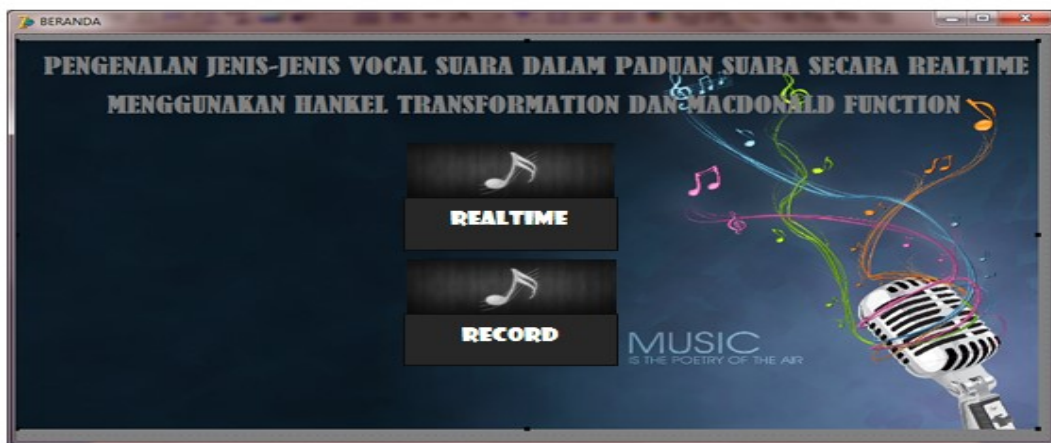 BERANDA
PENGENALAN JENIS-JENIS VOCAL SUARA DALAM PADUAN SUARA SECARA REALTIME
MENGGUNAKAN HANKEL TRANSFORMATION DAN MACDONALD FUNCTION
REALTIME
RECORD
MUSIC
IS THE POETRY OF THE AIR